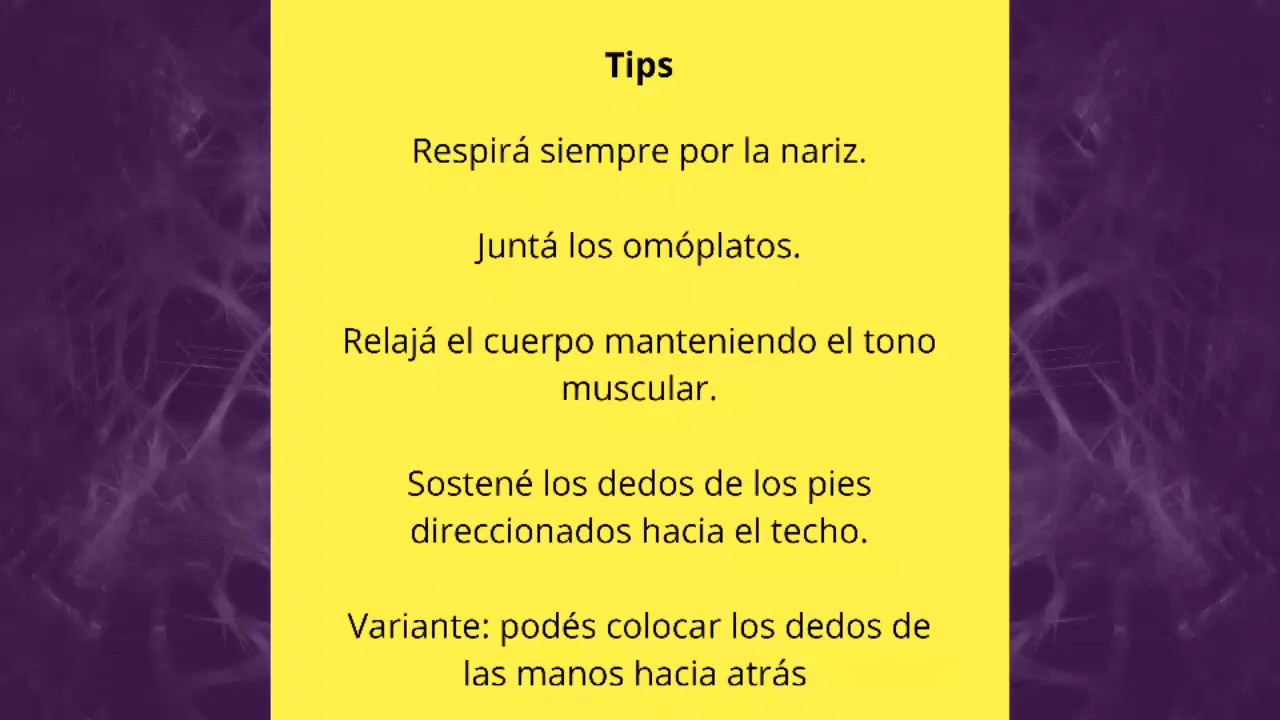 Tips
Respirá siempre por la nariz.
Juntá los omóplatos.
Relajá el cuerpo manteniendo el tono
muscular.
Sostené los dedos de los pies
direccionados hacia el techo.
Variante: podés colocar los dedos de
las manos hacia atrás